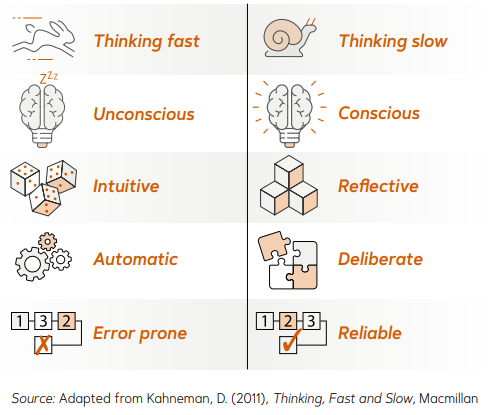 Thinking fast
Thinking slow
zzz
Unconscious
Conscious
Intuitive
Reflective
Automatic
Deliberate
1 3 2
Error prone
1 2 3
Reliable
Source: Adapted from Kahneman, D. (2011), Thinking, Fast and Slow, Macmillan